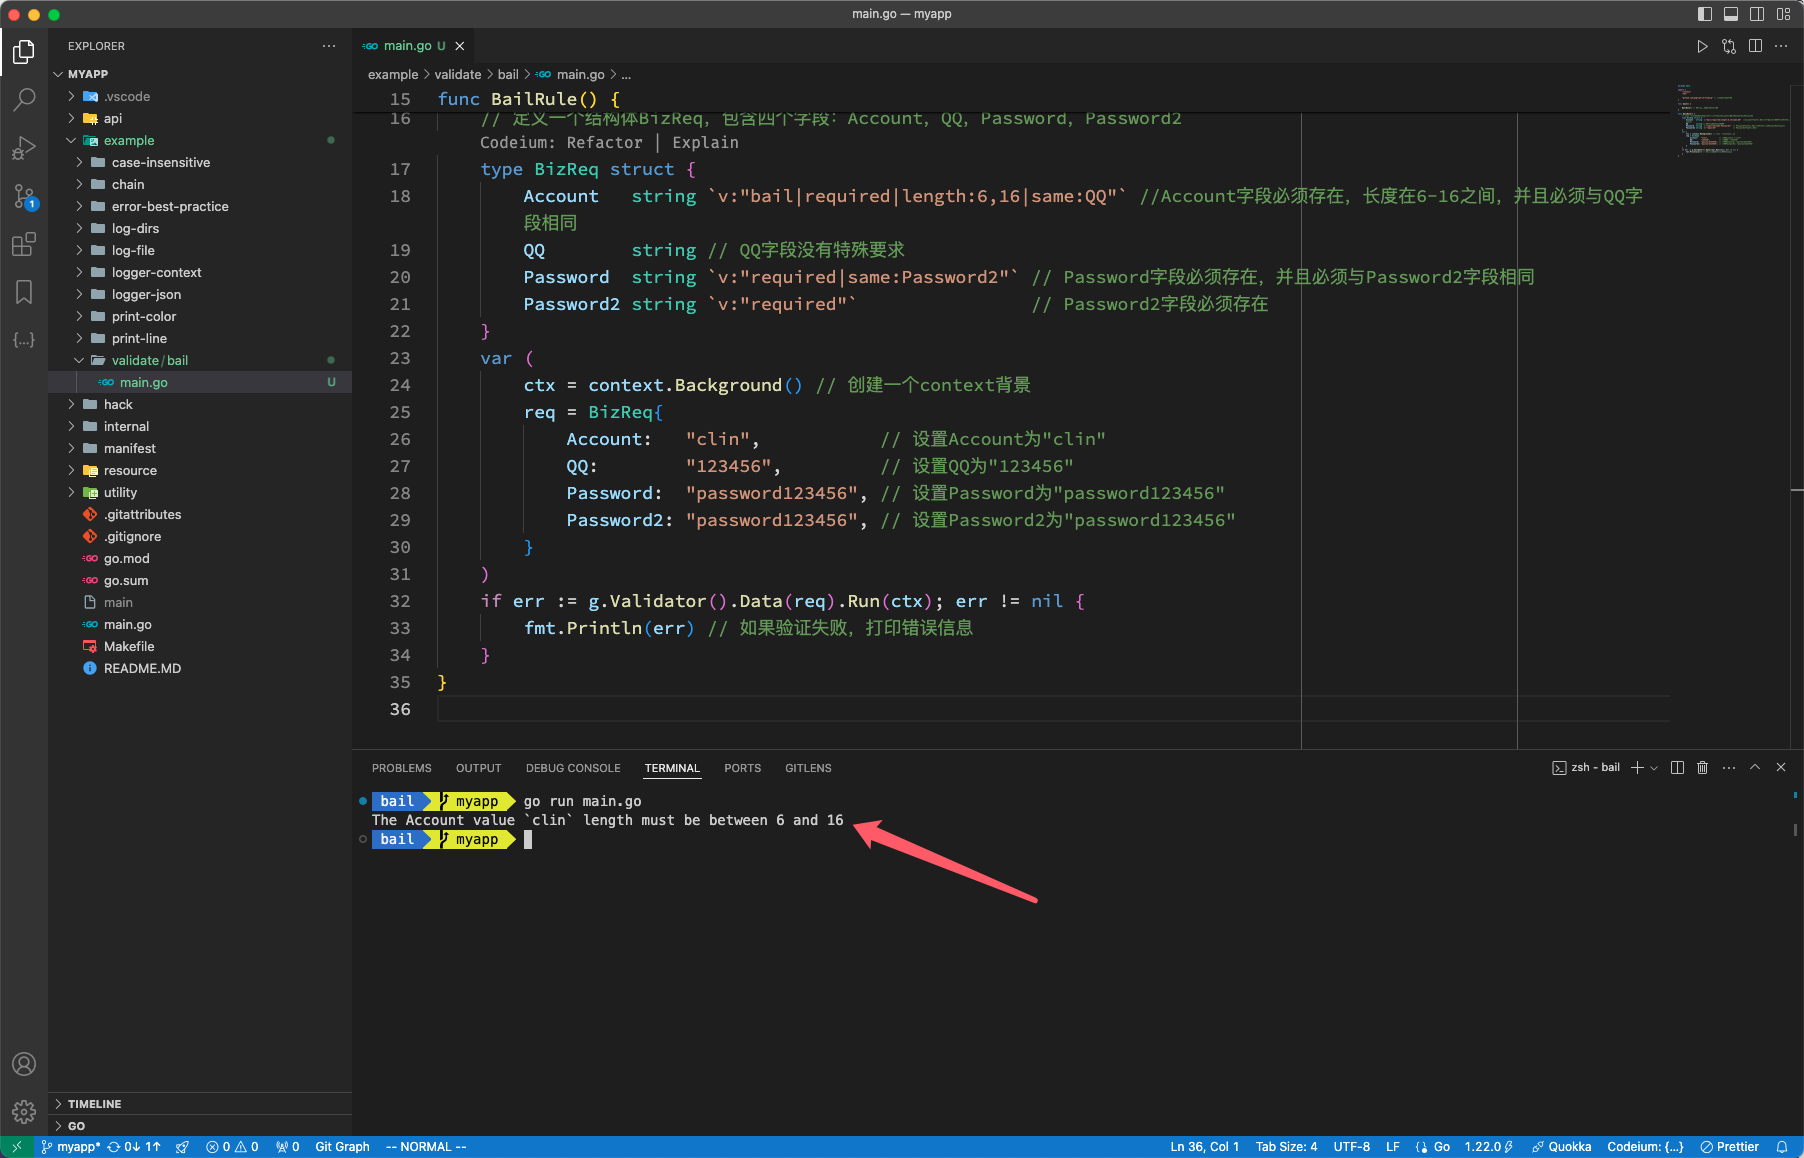 main.go — myapp
EXPLORER
MYAPP
.vscode
api
example
case-insensitive
chain
error-best-practice
log-dirs
log-file
logger-context
logger-json
print-color
print-line
validate/bail
main.go U
hack
internal
manifest
resource
utility
.gitattributes
.gitignore
go.mod
go.sum
main
main.go
Makefile
README.MD
TIMELINE
GO
1
main.go U
example > validate > bail > main.go > ...
15 func BailRule() {
16 // 定义一个结构体BizReq，包含四个字段：Account，QQ，Password，Password2
Codeium: Refactor | Explain
17 type BizReq struct {
18 Account string `v:"bail|required|length:6,16|same:QQ"` //Account字段必须存在，长度在6-16之间，并且必须与QQ字
段相同
19 QQ string // QQ字段没有特殊要求
20 Password string `v:"required|same:Password2"` // Password字段必须存在，并且必须与Password2字段相同
21 Password2 string `v:"required"` // Password2字段必须存在
22 }
23 var (
24 ctx = context.Background() // 创建一个context背景
25 req = BizReq{
26 Account: "clin", // 设置Account为"clin"
27 QQ: "123456", // 设置QQ为"123456"
28 Password: "password123456", // 设置Password为"password123456"
29 Password2: "password123456", // 设置Password2为"password123456"
30 }
31 )
32 if err := g.Validator().Data(req).Run(ctx); err != nil {
33 fmt.Println(err) // 如果验证失败，打印错误信息
34 }
35 }
36
PROBLEMS OUTPUT DEBUG CONSOLE TERMINAL PORTS GITLENS
zsh - bail
bail myapp go run main.go
The Account value `clin` length must be between 6 and 16
bail myapp
myapp* 0↓ 1↑ 0 0 0 Git Graph -- NORMAL -- Ln 36, Col 1 Tab Size: 4 UTF-8 LF Go 1.22.0 Quokka Codeium: {...} Prettier